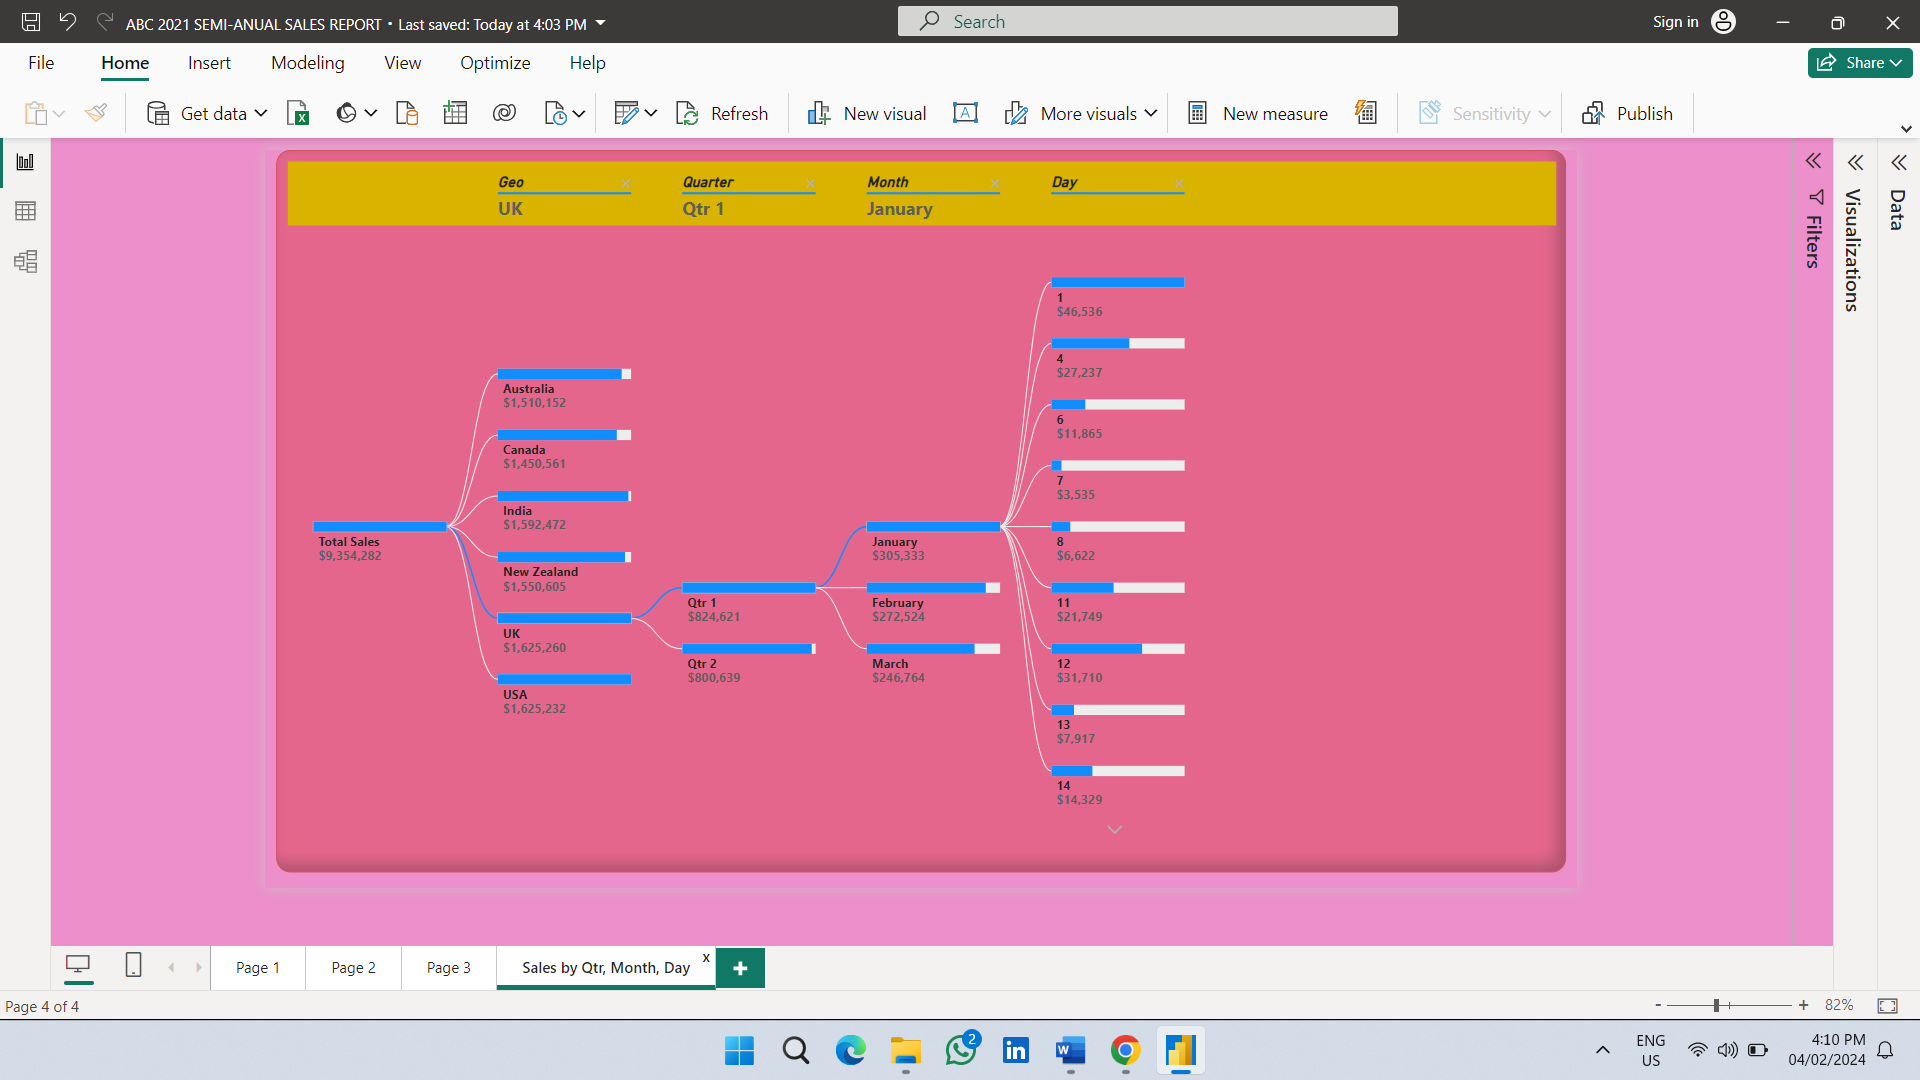 ABC 2021 SEMI-ANUAL SALES REPORT • Last saved: Today at 4:03 PM
Search
Sign in
File Home Insert Modeling View Optimize Help
Share
Get data
Refresh
New visual
A
More visuals
New measure
Sensitivity
Publish
Geo Quarter Month Day
UK Qtr 1 January
Total Sales
$9,354,282
Australia
$1,510,152
Canada
$1,450,561
India
$1,592,472
New Zealand
$1,550,605
UK
$1,625,260
USA
$1,625,232
Qtr 1
$824,621
Qtr 2
$800,639
January
$305,333
February
$272,524
March
$246,764
1
$46,536
4
$27,237
6
$11,865
7
$3,535
8
$6,622
11
$21,749
12
$31,710
13
$7,917
14
$14,329
Filters
Visualizations
Data
Page 1 Page 2 Page 3 Sales by Qtr, Month, Day x +
Page 4 of 4
- + 82%
2
in
W
ENG
US
4:10 PM
04/02/2024